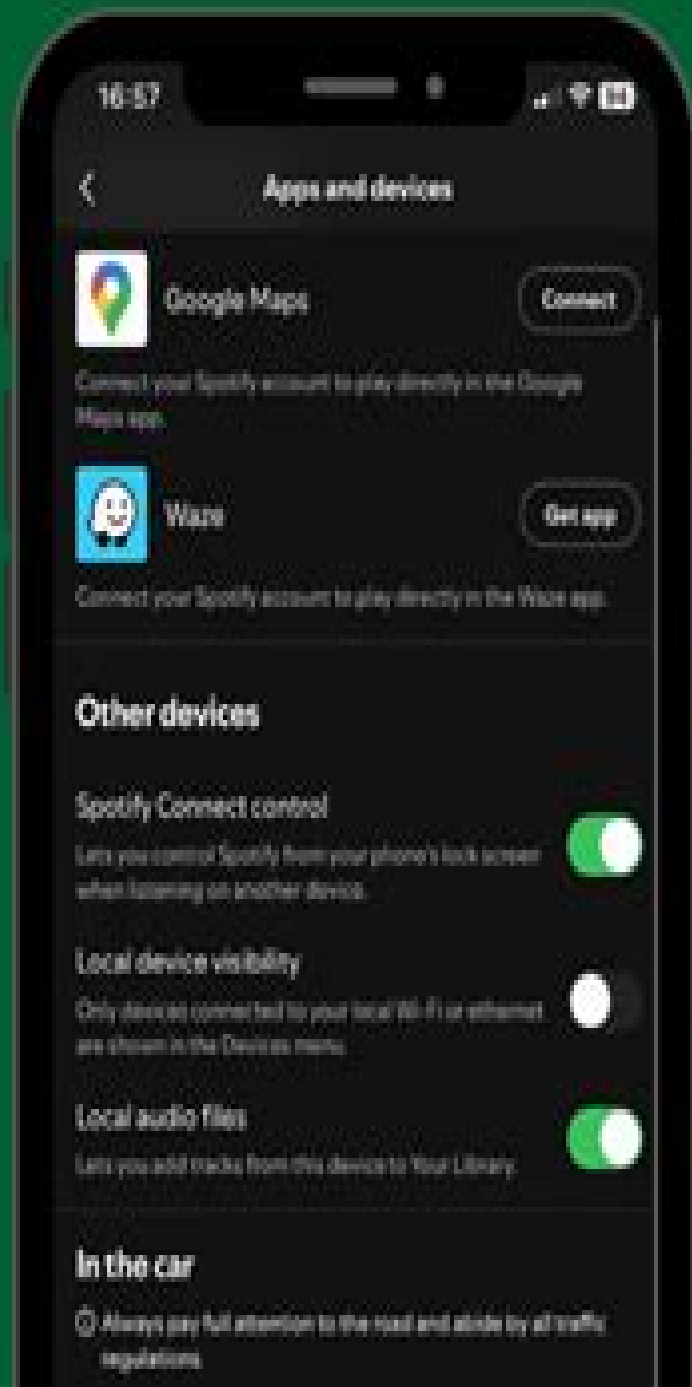 16:57
Apps and devices
Google Maps
Connect
Connect your Spotify account to play directly in the Google
Maps app.
Waze
Get app
Connect your Spotify account to play directly in the Waze app.
Other devices
Spotify Connect control
Lets you control Spotify from your phone's lock screen
when listening on another device.
Local device visibility
Only devices connected to your local Wi-Fi or ethernet
are shown in the Devices menu.
Local audio files
Lets you add tracks from this device to Your Library.
In the car
Always pay full attention to the road and abide by all traffic
regulations